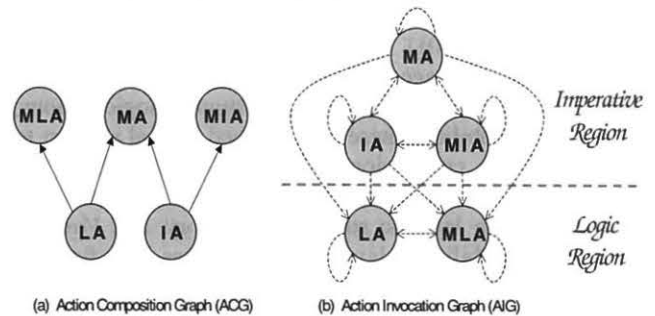 MLA MA MIA
LA IA
(a) Action Composition Graph (ACG)
MA
Imperative
Region
IA MIA
LA MLA
Logic
Region
(b) Action Invocation Graph (AIG)